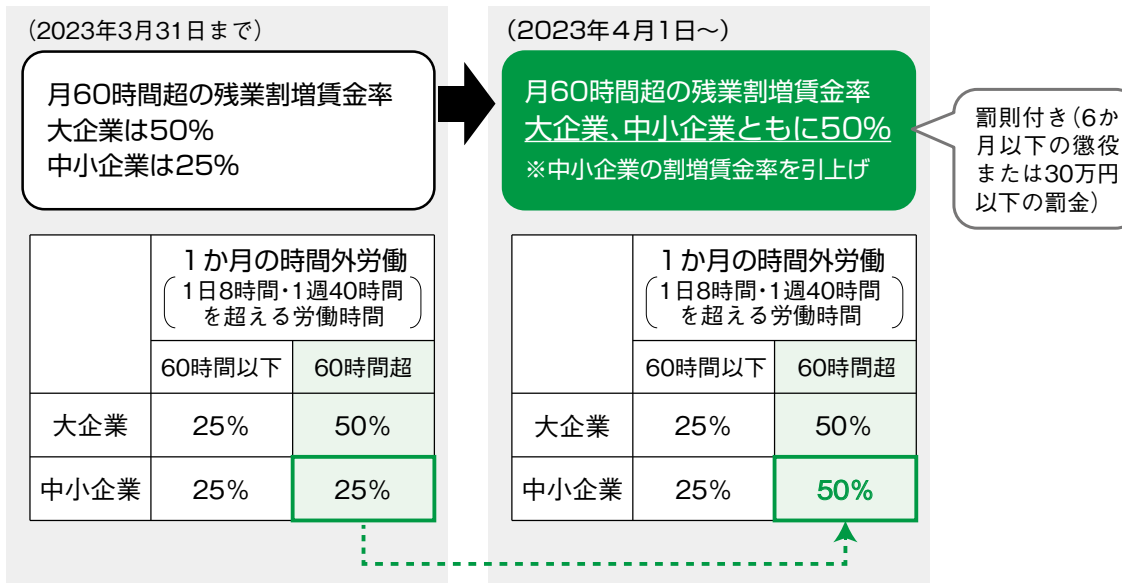 (2023年3月31日まで)
月60時間超の残業割増賃金率
大企業は50%
中小企業は25%
1か月の時間外労働
(1日8時間・1週40時間
を超える労働時間)
60時間以下 60時間超
大企業 25% 50%
中小企業 25% 25%
(2023年4月1日～)
月60時間超の残業割増賃金率
大企業、中小企業ともに50%
※中小企業の割増賃金率を引上げ
罰則付き(6か
月以下の懲役
または30万円
以下の罰金)
1か月の時間外労働
(1日8時間・1週40時間
を超える労働時間)
60時間以下 60時間超
大企業 25% 50%
中小企業 25% 50%